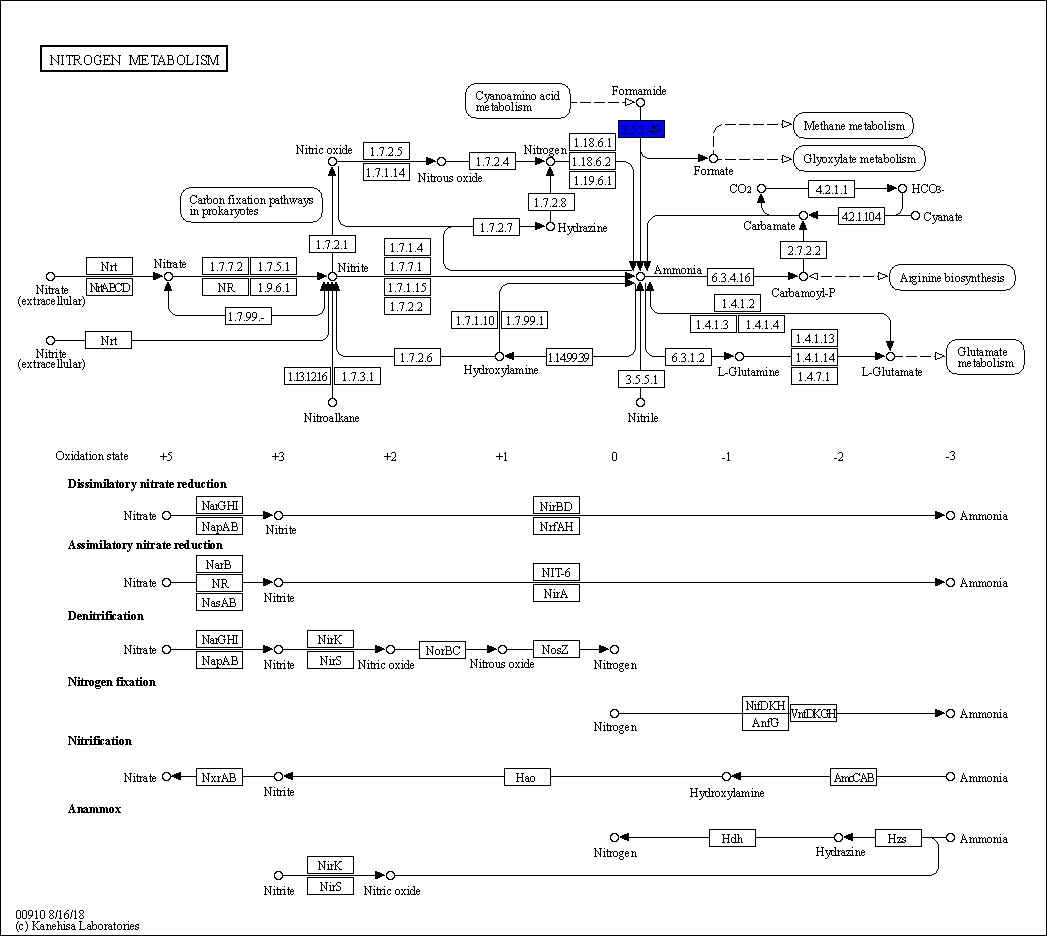 NITROGEN METABOLISM
Cyanoamino acid
metabolism
Formamide
Methane metabolism
Nitric oxide
1.7.2.5
1.7.1.14
Nitrous oxide
1.7.2.4
Nitrogen
1.18.6.1
1.18.6.2
1.19.6.1
Formate
Glyoxylate metabolism
Carbon fixation pathways
in prokaryotes
1.7.2.8
1.7.2.7
Hydrazine
CO2
4.2.1.1
HCO3-
Carbamate
4.2.1.104
Cyanate
1.7.2.1
2.7.2.2
Nrt
NrtABCD
Nitrate
(extracellular)
Nitrate
1.7.7.2
1.7.5.1
NR
1.9.6.1
Nitrite
1.7.1.4
1.7.7.1
1.7.1.15
1.7.2.2
Ammonia
6.3.4.16
Carbamoyl-P
Arginine biosynthesis
1.7.99.-
1.7.1.10
1.7.99.1
1.4.1.2
1.4.1.3
1.4.1.4
Nrt
Nitrite
(extracellular)
1.7.2.6
Hydroxylamine
1.14.99.39
6.3.1.2
L-Glutamine
1.4.1.13
1.4.1.14
1.4.7.1
L-Glutamate
Glutamate
metabolism
1.13.12.16
1.7.3.1
3.5.5.1
Nitroalkane
Nitrile
Oxidation state +5 +3 +2 +1 0 -1 -2 -3
Dissimilatory nitrate reduction
NarGHI
NirBD
Nitrate
Nitrite
Ammonia
NapAB
NrfAH
Assimilatory nitrate reduction
NarB
NIT-6
Nitrate
NR
Nitrite
Ammonia
NasAB
NirA
Denitrification
NarGHI
NirK
Nitrate
Nitrite
Nitric oxide
NorBC
Nitrous oxide
NosZ
Nitrogen
NapAB
NirS
Nitrogen fixation
NifDKH
VnfDKGH
Nitrogen
Ammonia
AnfG
Nitrification
Nitrate
NxrAB
Nitrite
Hao
Hydroxylamine
AmoCAB
Ammonia
Anammox
Nitrogen
Hdh
Hydrazine
Hzs
Ammonia
NirK
Nitrite
Nitric oxide
NirS
00910 8/16/18
(c) Kanehisa Laboratories